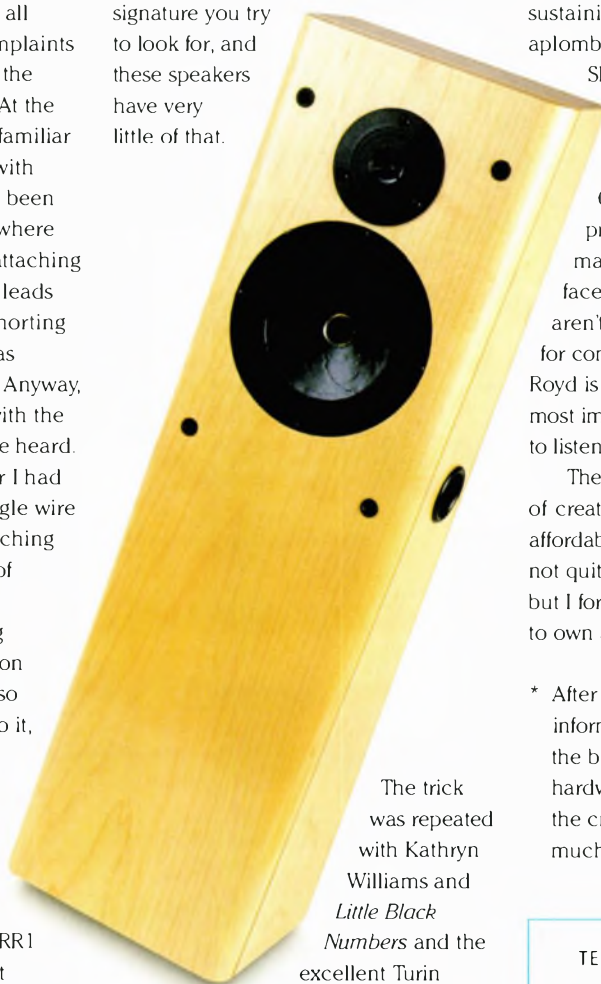 all
nplaints
the
At the
familiar
with
been
where
attaching
leads
horting
as
Anyway,
with the
e heard.
r I had
gle wire
ching
of
g
on
so
o it,
RR1
t
signature you try
to look for, and
these speakers
have very
little of that.
The trick
was repeated
with Kathryn
Williams and
Little Black
Numbers and the
excellent Turin
sustaini
aplomb
pr
ma
face
aren't
for con
Royd is
most im
to listen
The
of creat
affordab
not quit
but I for
to own
* After
inform
the b
hardw
the c
much
TE